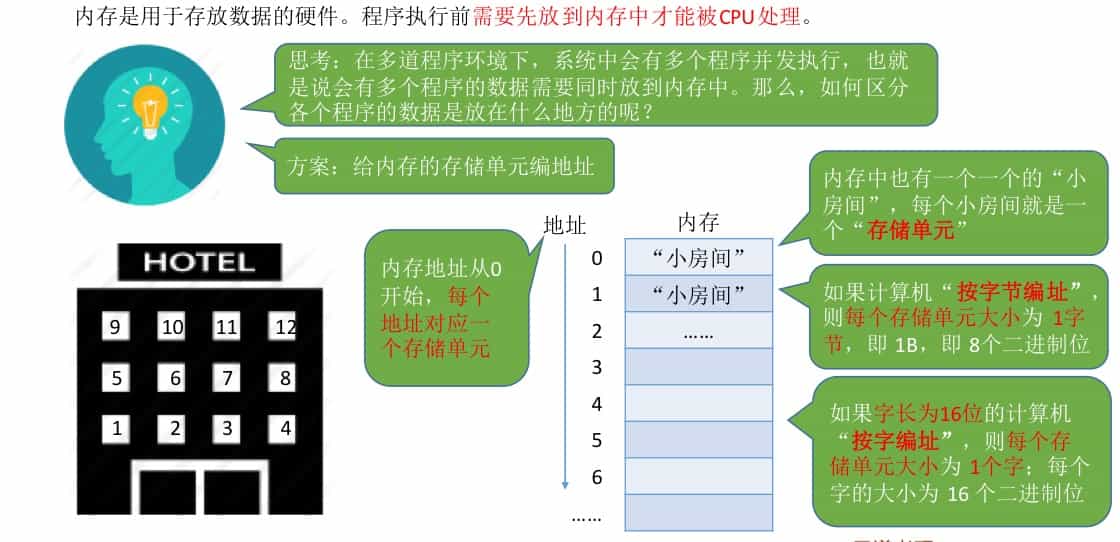 内存是用于存放数据的硬件。程序执行前需要先放到内存中才能被CPU处理。
思考：在多道程序环境下，系统中会有多个程序并发执行，也就
是说会有多个程序的数据需要同时放到内存中。那么，如何区分
各个程序的数据是放在什么地方的呢？
方案：给内存的存储单元编地址
内存中也有一个一个的“小
房间”，每个小房间就是一
个“存储单元”
地址
内存
内存地址从0
开始，每个
地址对应一
个存储单元
0
“小房间”
1
“小房间”
2
……
3
4
5
6
……
如果计算机“按字节编址”，
则每个存储单元大小为 1字
节，即 1B，即 8个二进制位
如果字长为16位的计算机
“按字编址”，则每个存
储单元大小为 1个字；每个
字的大小为 16 个二进制位
HOTEL
9 10 11 12
5 6 7 8
1 2 3 4